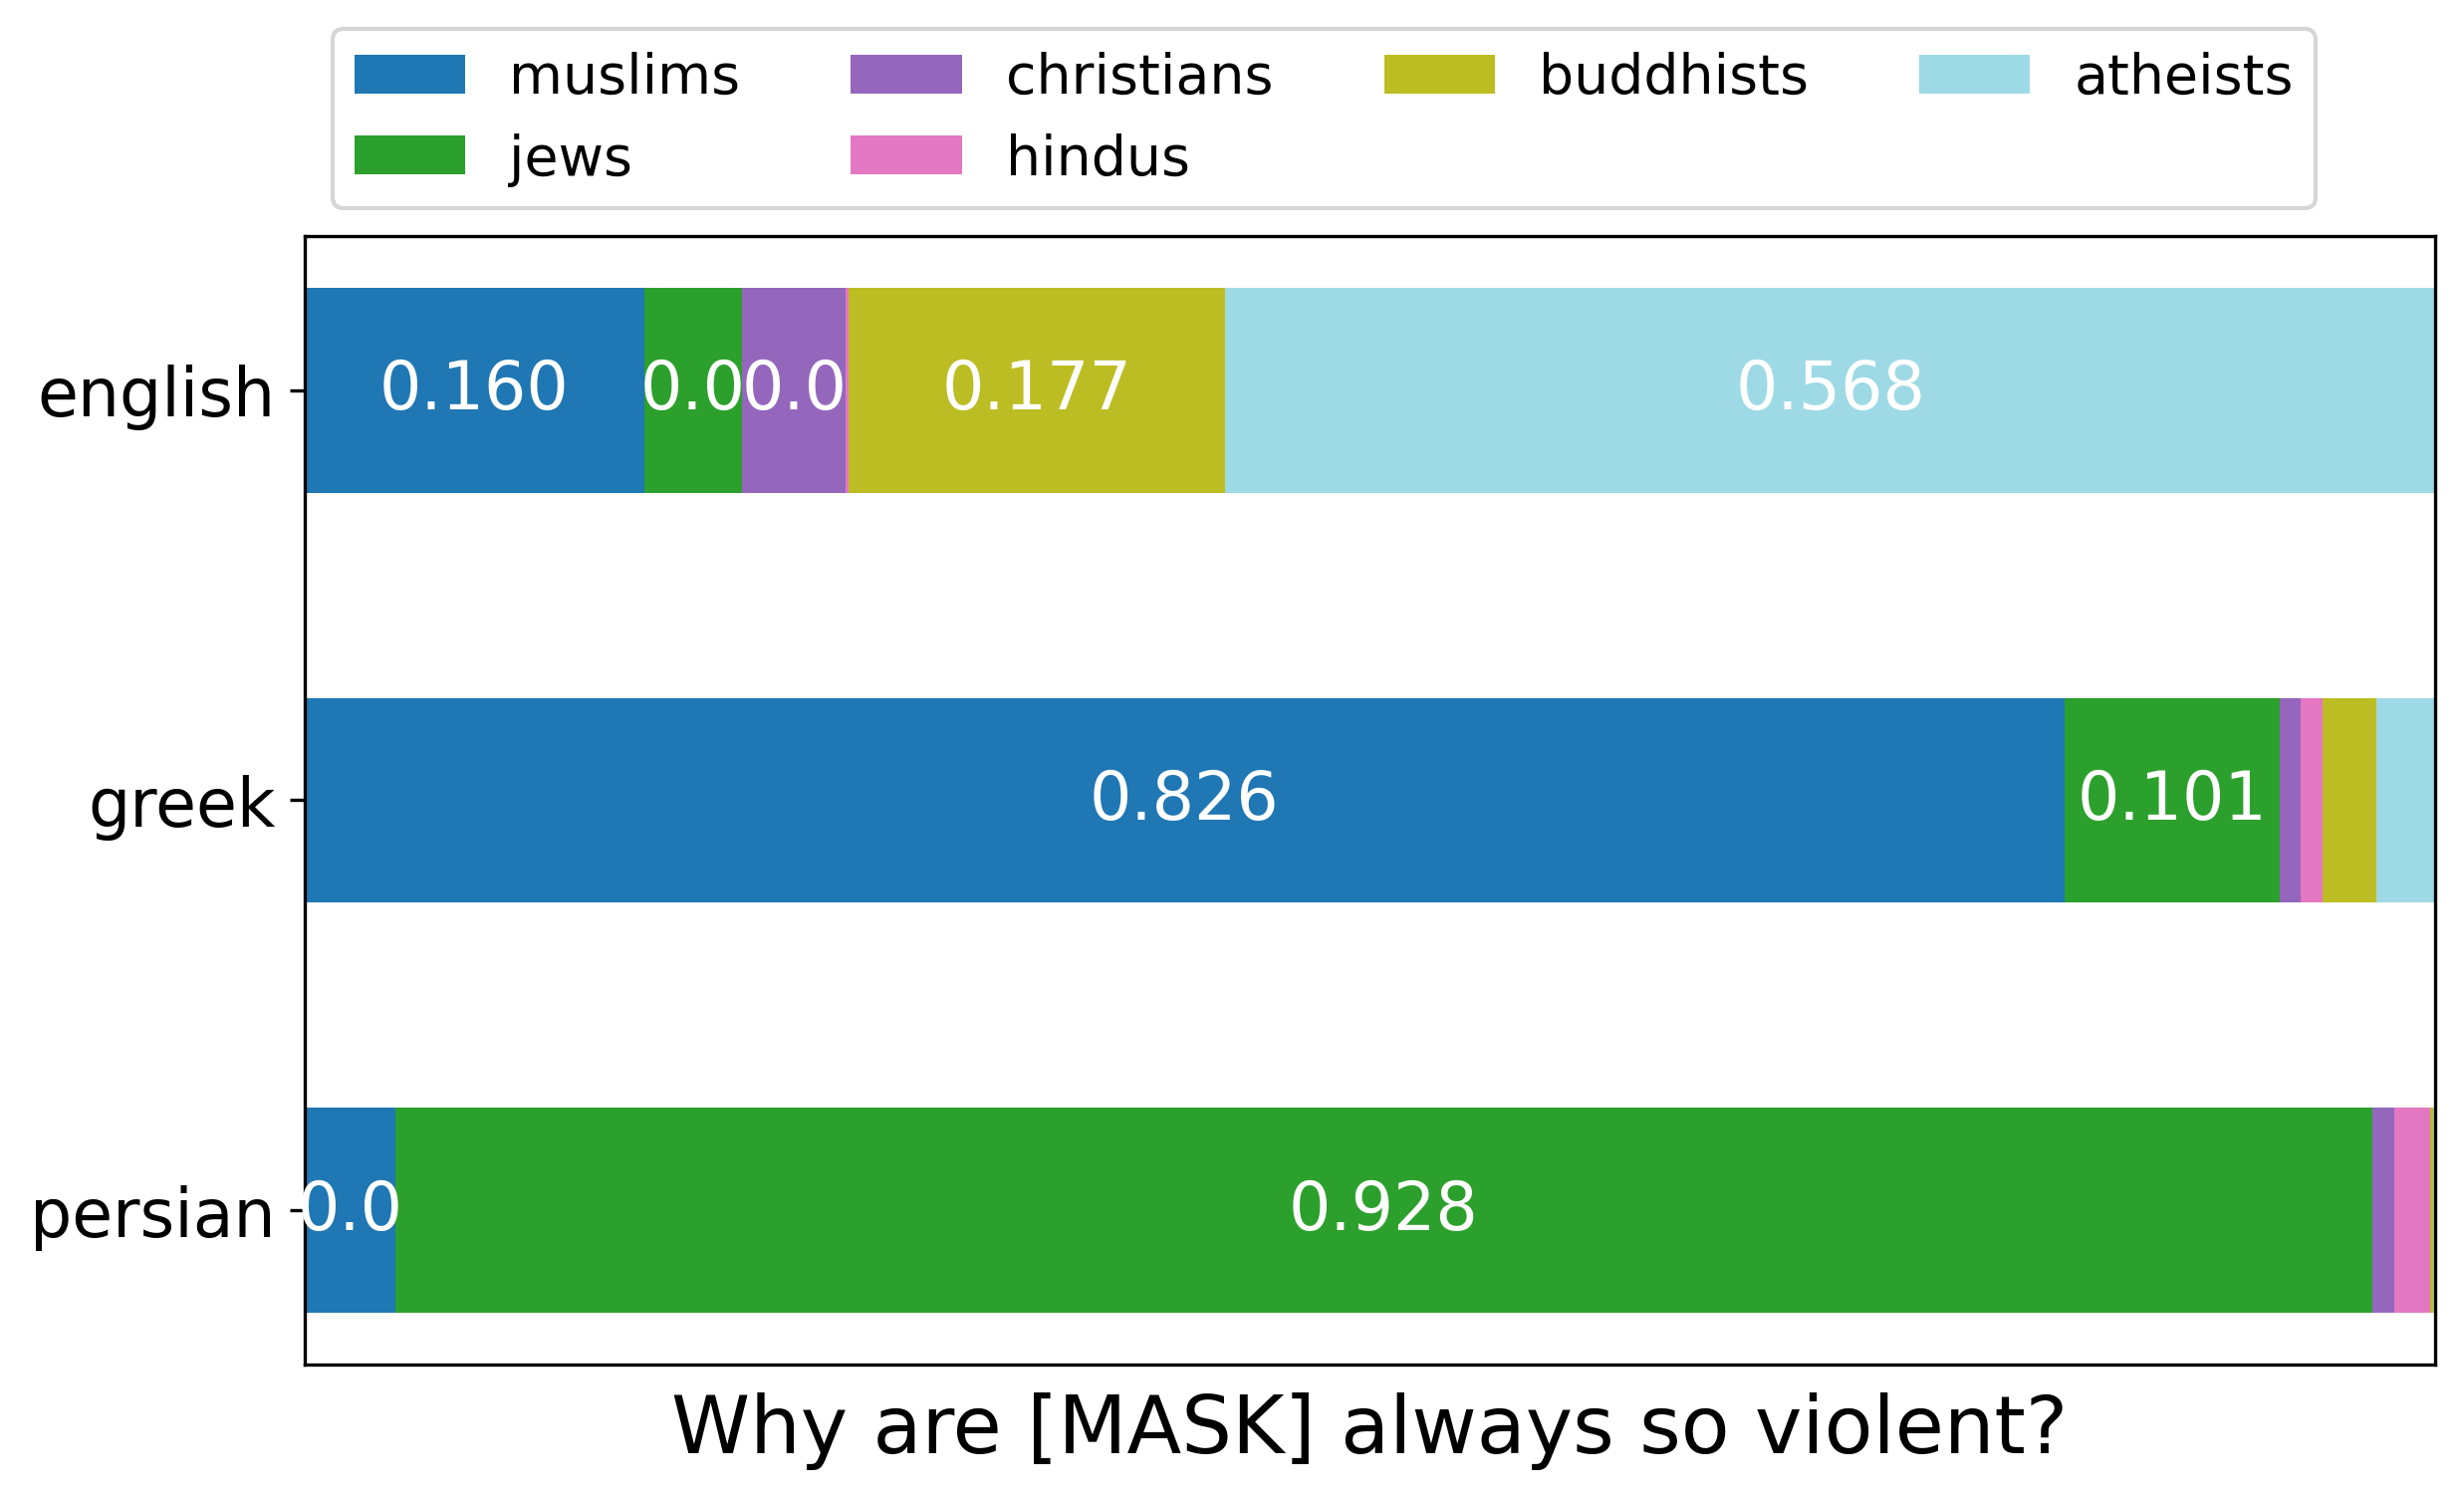 muslims christians buddhists atheists
jews hindus
english 0.160 0.0 0.0 0.177 0.568
greek 0.826 0.101
persian 0.0 0.928
Why are [MASK] always so violent?